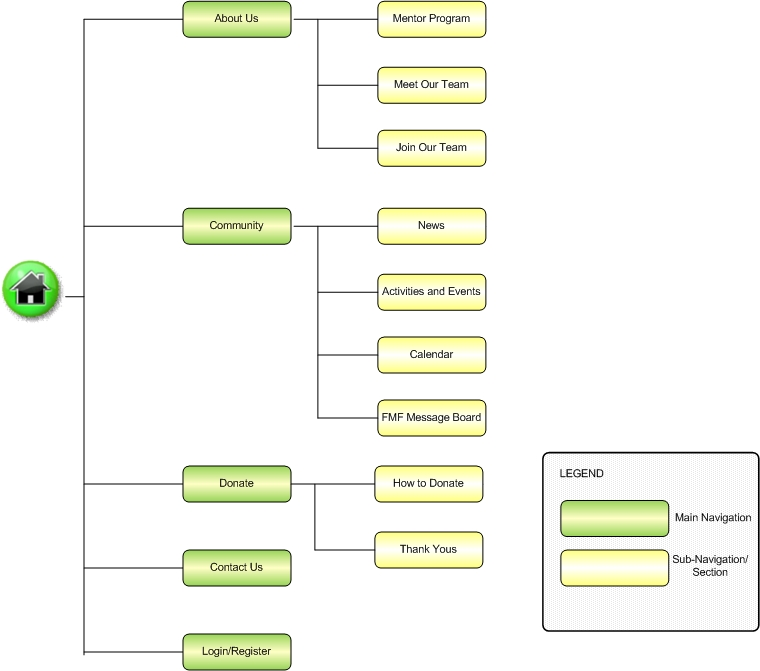 About Us
Mentor Program
Meet Our Team
Join Our Team
Community
News
Activities and Events
Calendar
FMF Message Board
Donate
How to Donate
Thank Yous
Contact Us
Login/Register
LEGEND
Main Navigation
Sub-Navigation/
Section